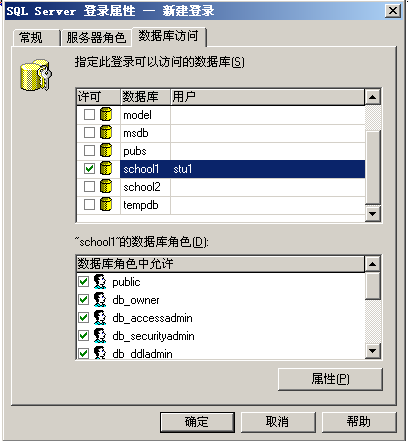 SQL Server 登录属性 — 新建登录
常规 服务器角色 数据库访问
指定此登录可以访问的数据库(S)
许可 数据库 用户
model
msdb
pubs
school1 stu1
school2
tempdb
"school1"的数据库角色(D):
数据库角色中允许
public
db_owner
db_accessadmin
db_securityadmin
db_ddladmin
属性(P)
确定 取消 帮助